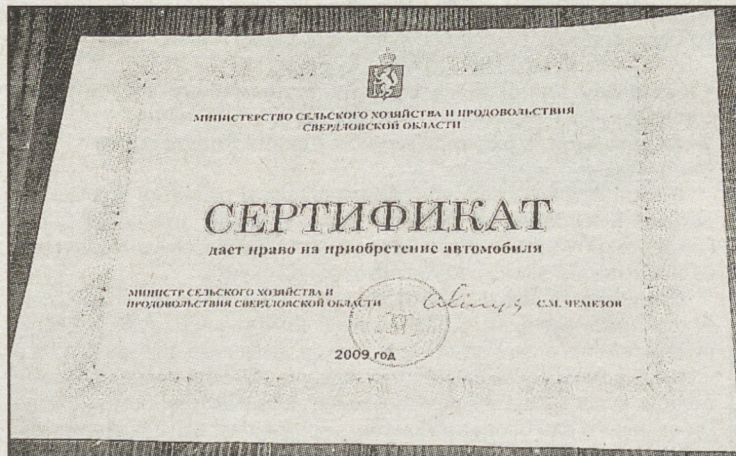 МИНИСТЕРСТВО СЕЛЬСКОГО ХОЗЯЙСТВА И ПРОДОВОЛЬСТВИЯ
СВЕРДЛОВСКОЙ ОБЛАСТИ
СЕРТИФИКАТ
дает право на приобретение автомобиля
МИНИСТР СЕЛЬСКОГО ХОЗЯЙСТВА И
ПРОДОВОЛЬСТВИЯ СВЕРДЛОВСКОЙ ОБЛАСТИ
С.М. ЧЕМЕЗОВ
2009 год